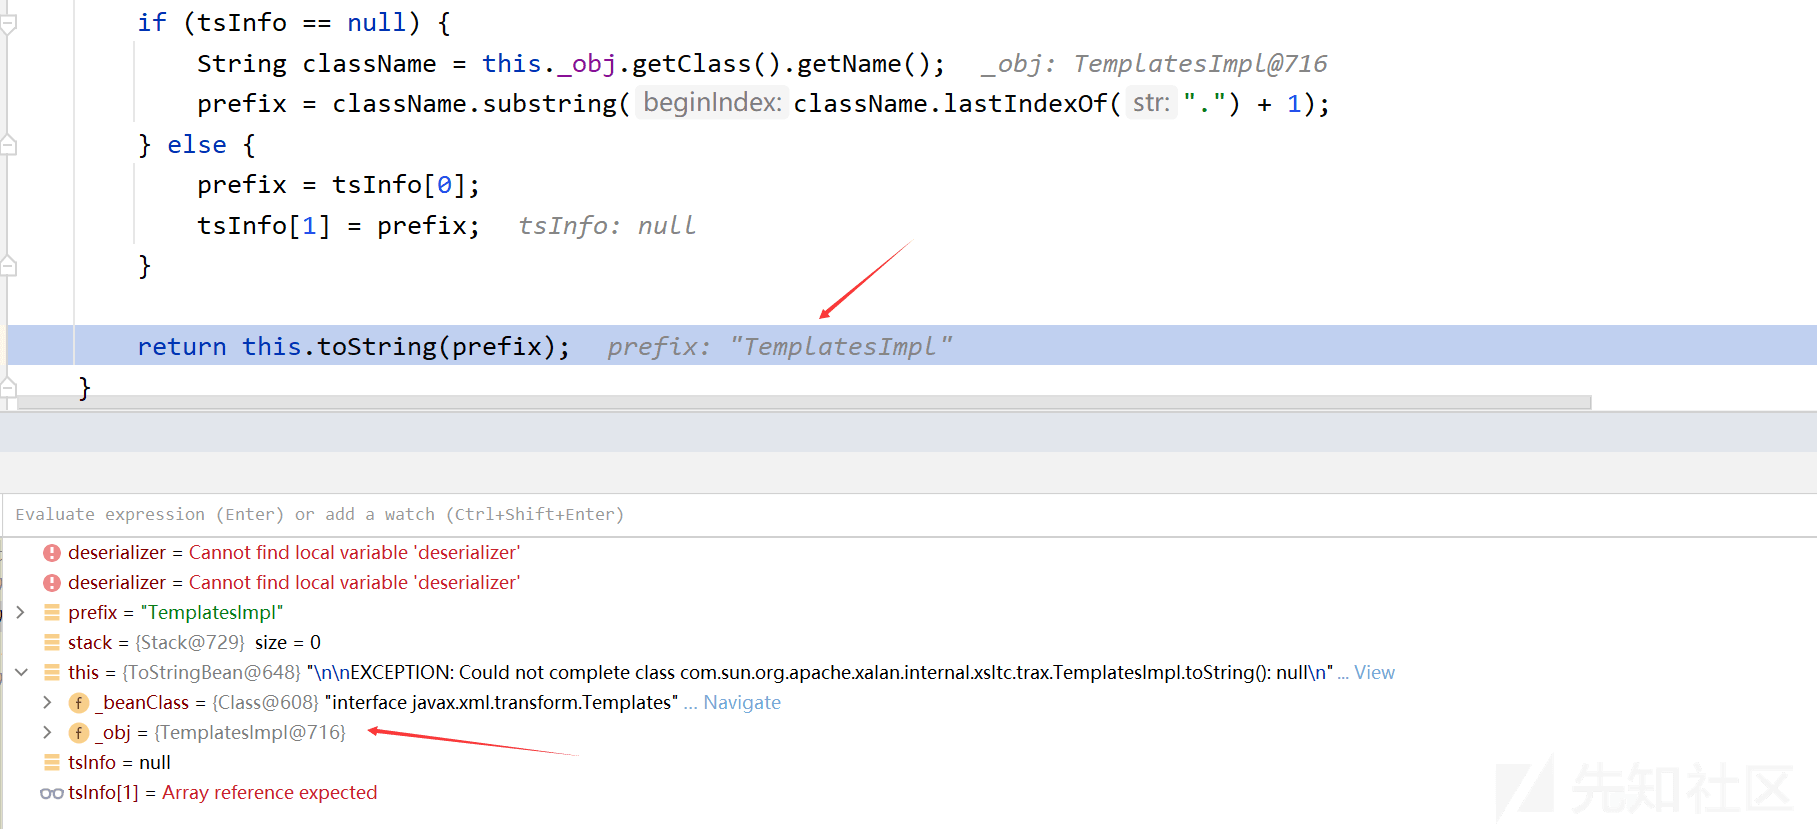 if (tsInfo == null) {
String className = this._obj.getClass().getName(); _obj: TemplatesImpl@716
prefix = className.substring( beginIndex: className.lastIndexOf( str: ".") + 1);
} else {
prefix = tsInfo[0];
tsInfo[1] = prefix; tsInfo: null
}
return this.toString(prefix); prefix: "TemplatesImpl"
}
Evaluate expression (Enter) or add a watch (Ctrl+Shift+Enter)
deserializer = Cannot find local variable 'deserializer'
deserializer = Cannot find local variable 'deserializer'
prefix = "TemplatesImpl"
stack = {Stack@729} size = 0
this = {ToStringBean@648} "\n\nEXCEPTION: Could not complete class com.sun.org.apache.xalan.internal.xsltc.trax.TemplatesImpl.toString(): null\n" ... View
_beanClass = {Class@608} "interface javax.xml.transform.Templates" ... Navigate
_obj = {TemplatesImpl@716}
tsInfo = null
tsInfo[1] = Array reference expected
先知社区